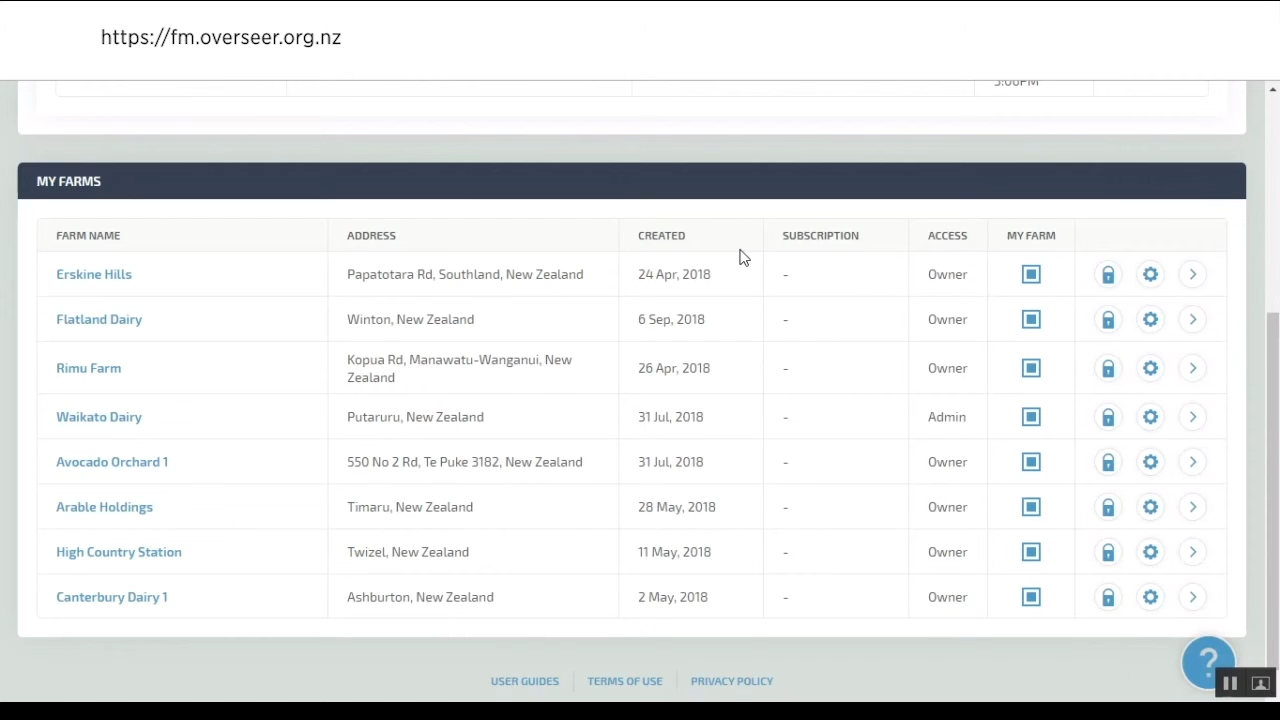 https://fm.overseer.org.nz
3:00PM
MY FARMS
FARM NAME ADDRESS CREATED SUBSCRIPTION ACCESS MY FARM
Erskine Hills Papatotara Rd, Southland, New Zealand 24 Apr, 2018 - Owner
Flatland Dairy Winton, New Zealand 6 Sep, 2018 - Owner
Rimu Farm Kopua Rd, Manawatu-Wanganui, New Zealand 26 Apr, 2018 - Owner
Waikato Dairy Putaruru, New Zealand 31 Jul, 2018 - Admin
Avocado Orchard 1 550 No 2 Rd, Te Puke 3182, New Zealand 31 Jul, 2018 - Owner
Arable Holdings Timaru, New Zealand 28 May, 2018 - Owner
High Country Station Twizel, New Zealand 11 May, 2018 - Owner
Canterbury Dairy 1 Ashburton, New Zealand 2 May, 2018 - Owner
?
USER GUIDES TERMS OF USE PRIVACY POLICY